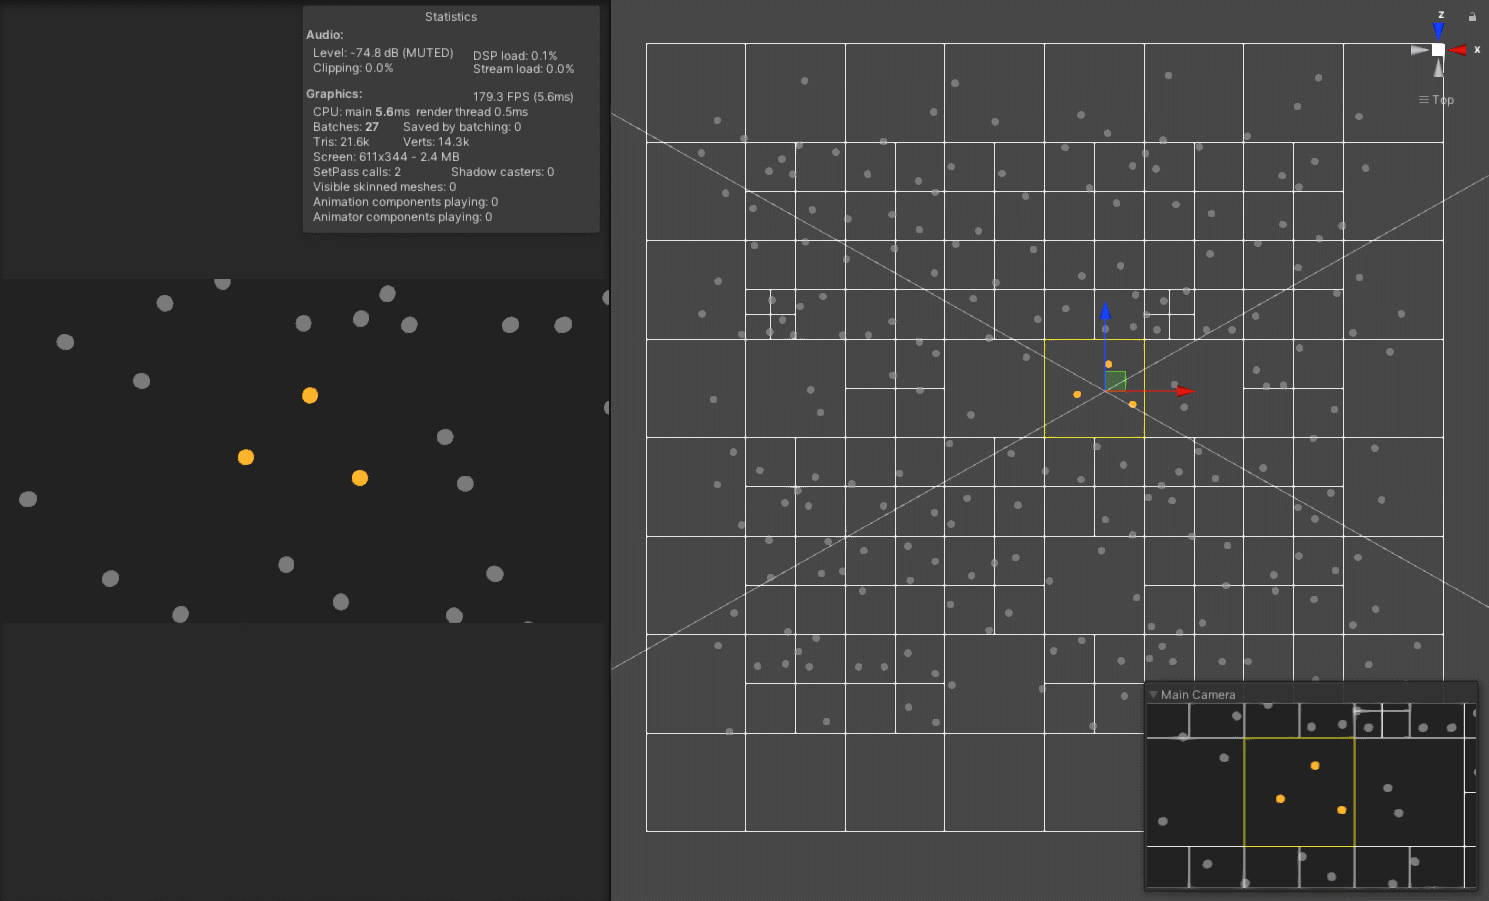 Statistics
Audio:
Level: -74.8 dB (MUTED) DSP load: 0.1%
Clipping: 0.0% Stream load: 0.0%
Graphics: 179.3 FPS (5.6ms)
CPU: main 5.6ms render thread 0.5ms
Batches: 27 Saved by batching: 0
Tris: 21.6k Verts: 14.3k
Screen: 611x344 - 2.4 MB
SetPass calls: 2 Shadow casters: 0
Visible skinned meshes: 0
Animation components playing: 0
Animator components playing: 0
z
x
Top
Main Camera